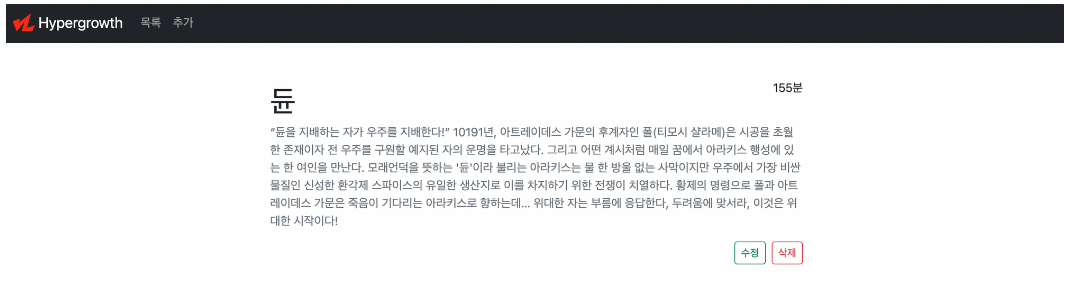 Hypergrowth 목록 추가
듄 155분
“듄을 지배하는 자가 우주를 지배한다!” 10191년, 아트레이데스 가문의 후계자인 폴(티모시 샬라메)은 시공을 초월
한 존재이자 전 우주를 구원할 예지된 자의 운명을 타고났다. 그리고 어떤 계시처럼 매일 꿈에서 아라키스 행성에 있
는 한 여인을 만난다. 모래언덕을 뜻하는 '듄'이라 불리는 아라키스는 물 한 방울 없는 사막이지만 우주에서 가장 비싼
물질인 신성한 환각제 스파이스의 유일한 생산지로 이를 차지하기 위한 전쟁이 치열하다. 황제의 명령으로 폴과 아트
레이데스 가문은 죽음이 기다리는 아라키스로 향하는데… 위대한 자는 부름에 응답한다, 두려움에 맞서라, 이것은 위
대한 시작이다!
수정 삭제